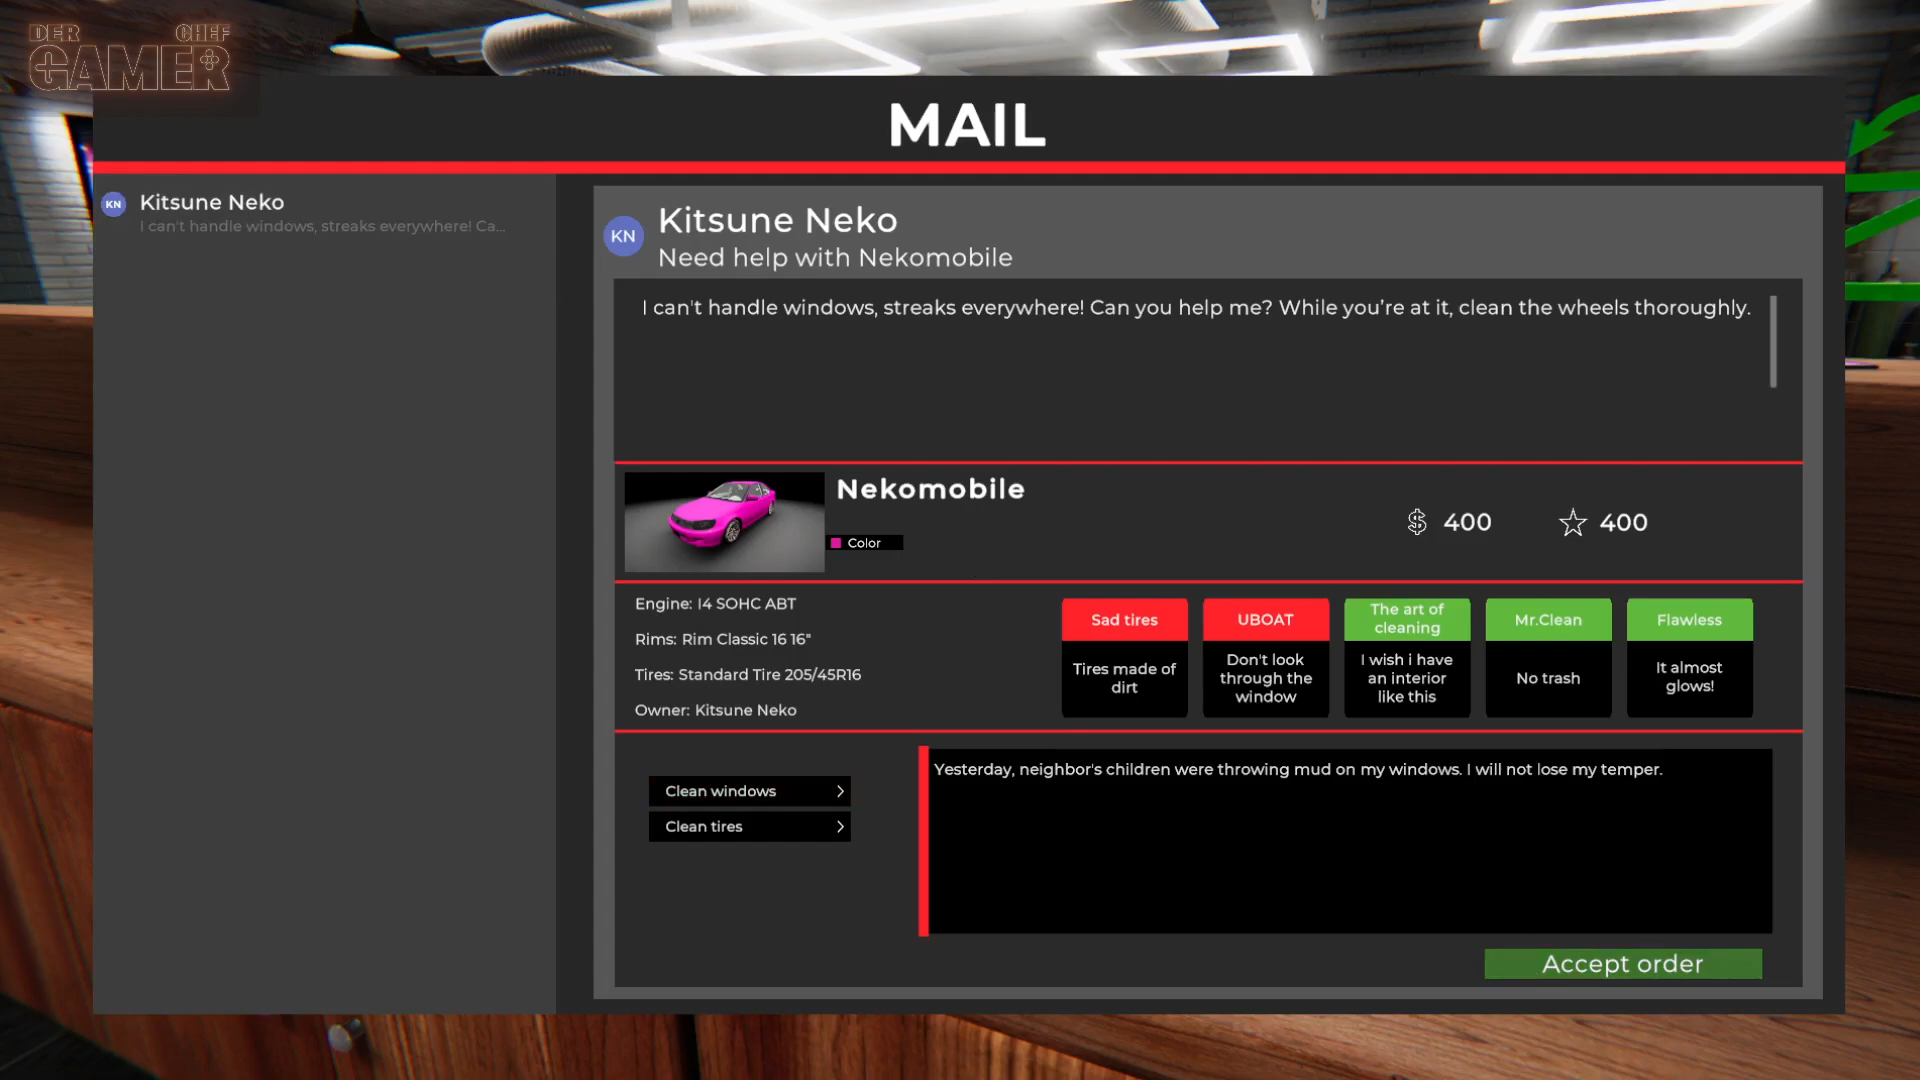 DER CHEF
GAMER
MAIL
KN
Kitsune Neko
I can't handle windows, streaks everywhere! Ca...
KN
Kitsune Neko
Need help with Nekomobile
I can't handle windows, streaks everywhere! Can you help me? While you're at it, clean the wheels thoroughly.
Nekomobile
Color
$ 400
400
Engine: I4 SOHC ABT
Rims: Rim Classic 16 16"
Tires: Standard Tire 205/45R16
Owner: Kitsune Neko
Sad tires
Tires made of
dirt
UBOAT
Don't look
through the
window
The art of
cleaning
I wish i have
an interior
like this
Mr.Clean
No trash
Flawless
It almost
glows!
Clean windows
Clean tires
Yesterday, neighbor's children were throwing mud on my windows. I will not lose my temper.
Accept order